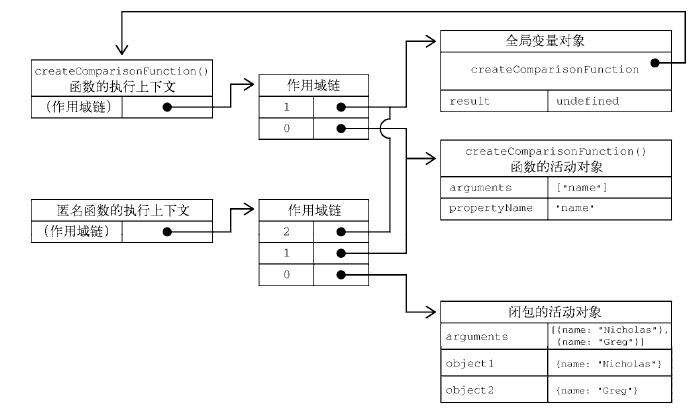 全局变量对象
createComparisonFunction
result undefined
createComparisonFunction()
函数的执行上下文
(作用域链)
作用域链
1
0
createComparisonFunction()
函数的活动对象
arguments ["name"]
propertyName "name"
匿名函数的执行上下文
(作用域链)
作用域链
2
1
0
闭包的活动对象
arguments [{name: "Nicholas"},
{name: "Greg"}]
object1 {name: "Nicholas"}
object2 {name: "Greg"}